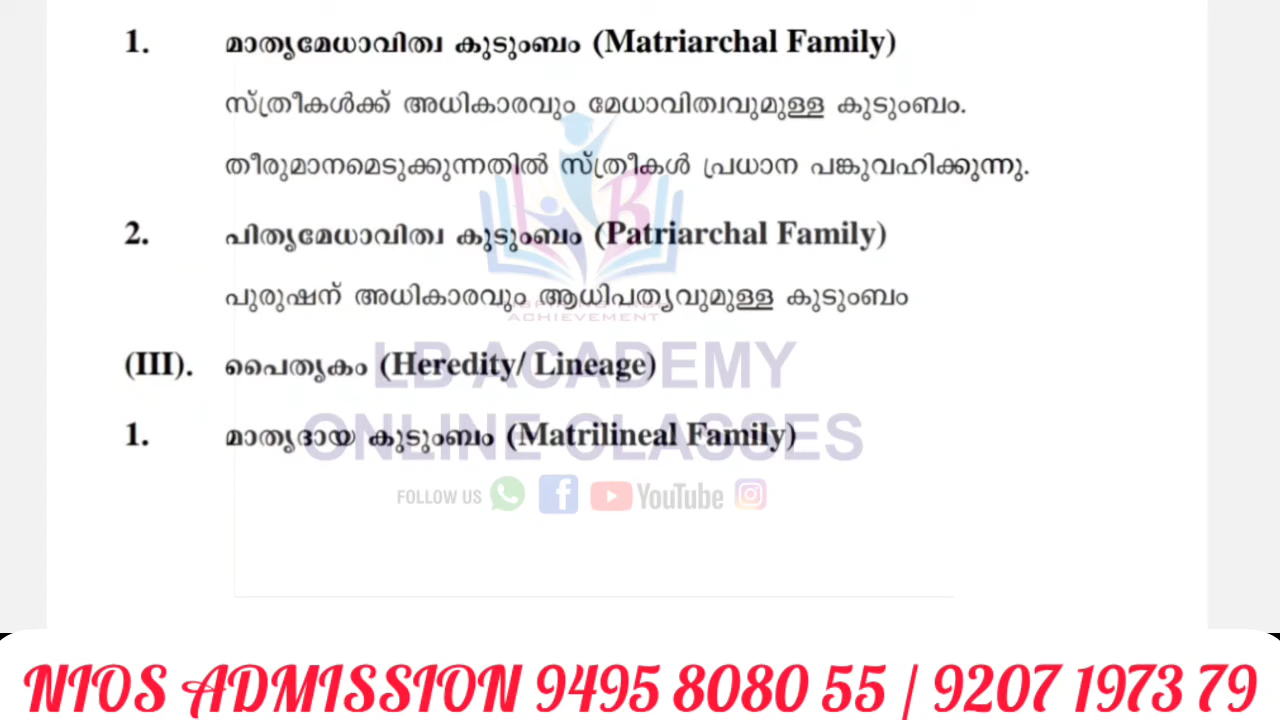 1. മാതൃമേധാവിത്വ കുടുംബം (Matriarchal Family)
സ്ത്രീകൾക്ക് അധികാരവും മേധാവിത്വവുമുള്ള കുടുംബം.
തീരുമാനമെടുക്കുന്നതിൽ സ്ത്രീകൾ പ്രധാന പങ്കുവഹിക്കുന്നു.
2. പിതൃമേധാവിത്വ കുടുംബം (Patriarchal Family)
പുരുഷന് അധികാരവും ആധിപത്യവുമുള്ള കുടുംബം
ACHIEVEMENT
(III). പൈതൃകം (Heredity/ Lineage)
LB ACADEMY
1. മാതൃദായ കുടുംബം (Matrilineal Family)
ONLINE CLASSES
FOLLOW US YouTube
NIOS ADMISSION 9495 8080 55 / 9207 1973 79